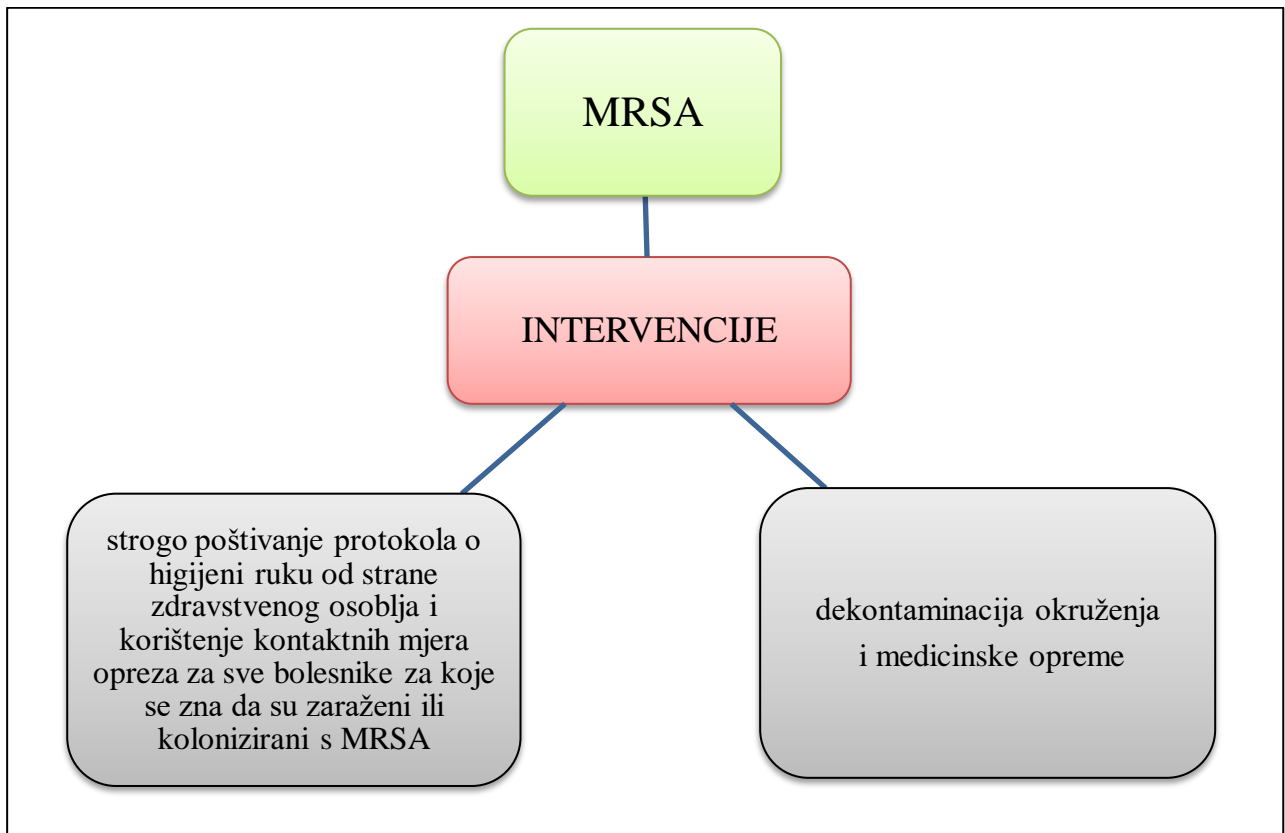 MRSA
INTERVENCIJE
strogo poštivanje protokola o
higijeni ruku od strane
zdravstvenog osoblja i
korištenje kontaktnih mjera
opreza za sve bolesnike za koje
se zna da su zaraženi ili
kolonizirani s MRSA
dekontaminacija okruženja
i medicinske opreme